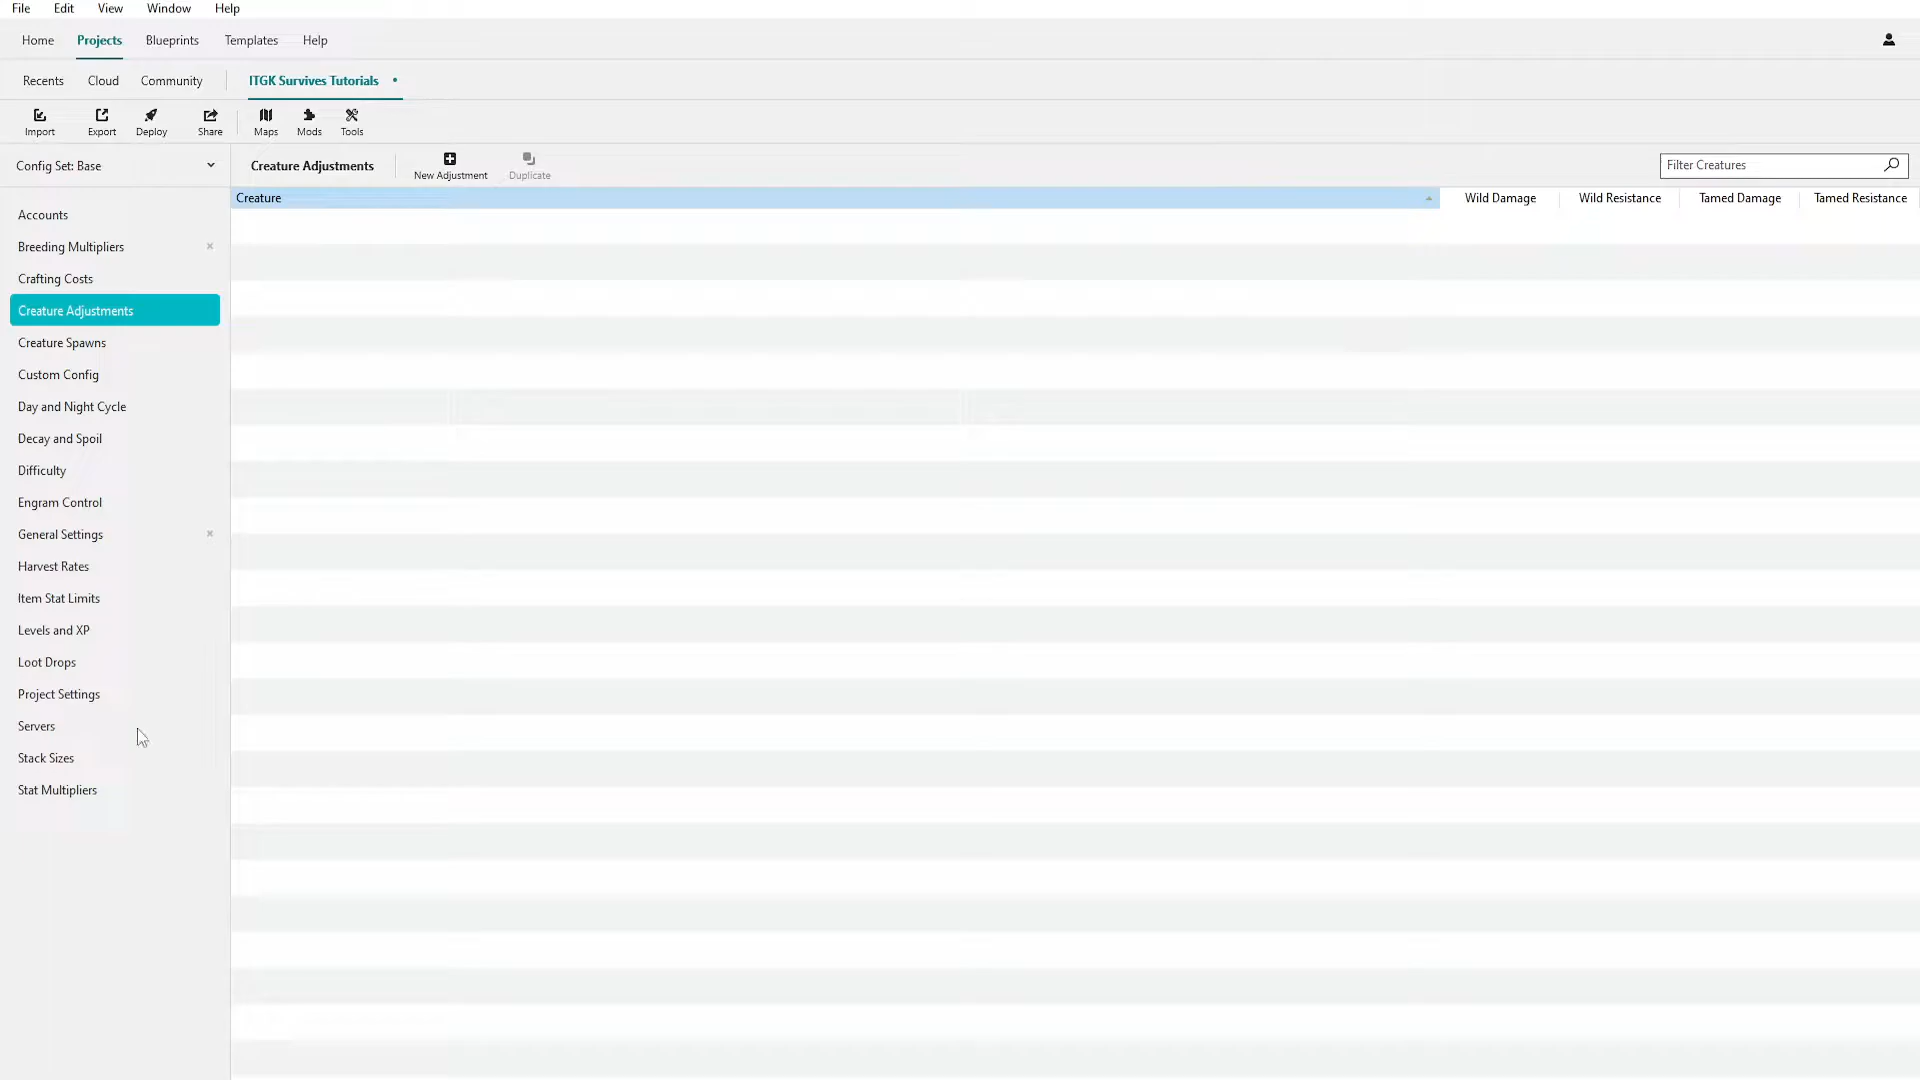 File Edit View Window Help
Home Projects Blueprints Templates Help
Recents Cloud Community ITGK Survives Tutorials •
Import Export Deploy Share Maps Mods Tools
Config Set: Base Creature Adjustments New Adjustment Duplicate Filter Creatures
Creature Wild Damage Wild Resistance Tamed Damage Tamed Resistance
Accounts
Breeding Multipliers
Crafting Costs
Creature Adjustments
Creature Spawns
Custom Config
Day and Night Cycle
Decay and Spoil
Difficulty
Engram Control
General Settings
Harvest Rates
Item Stat Limits
Levels and XP
Loot Drops
Project Settings
Servers
Stack Sizes
Stat Multipliers